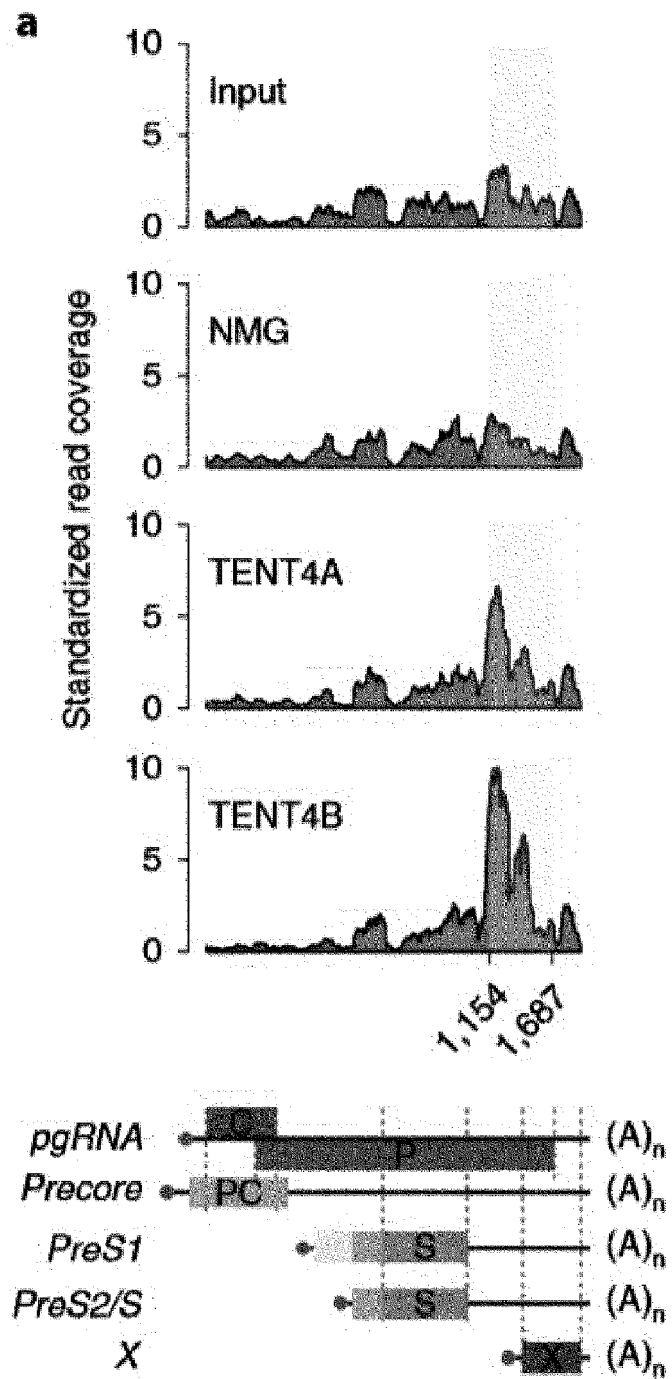 a
Standardized read coverage
10
5
0
Input
10
5
0
NMG
10
5
0
TENT4A
10
5
0
TENT4B
1,154
1,687
pgRNA C P (A)n
Precore PC (A)n
PreS1 S (A)n
PreS2/S S (A)n
X X (A)n